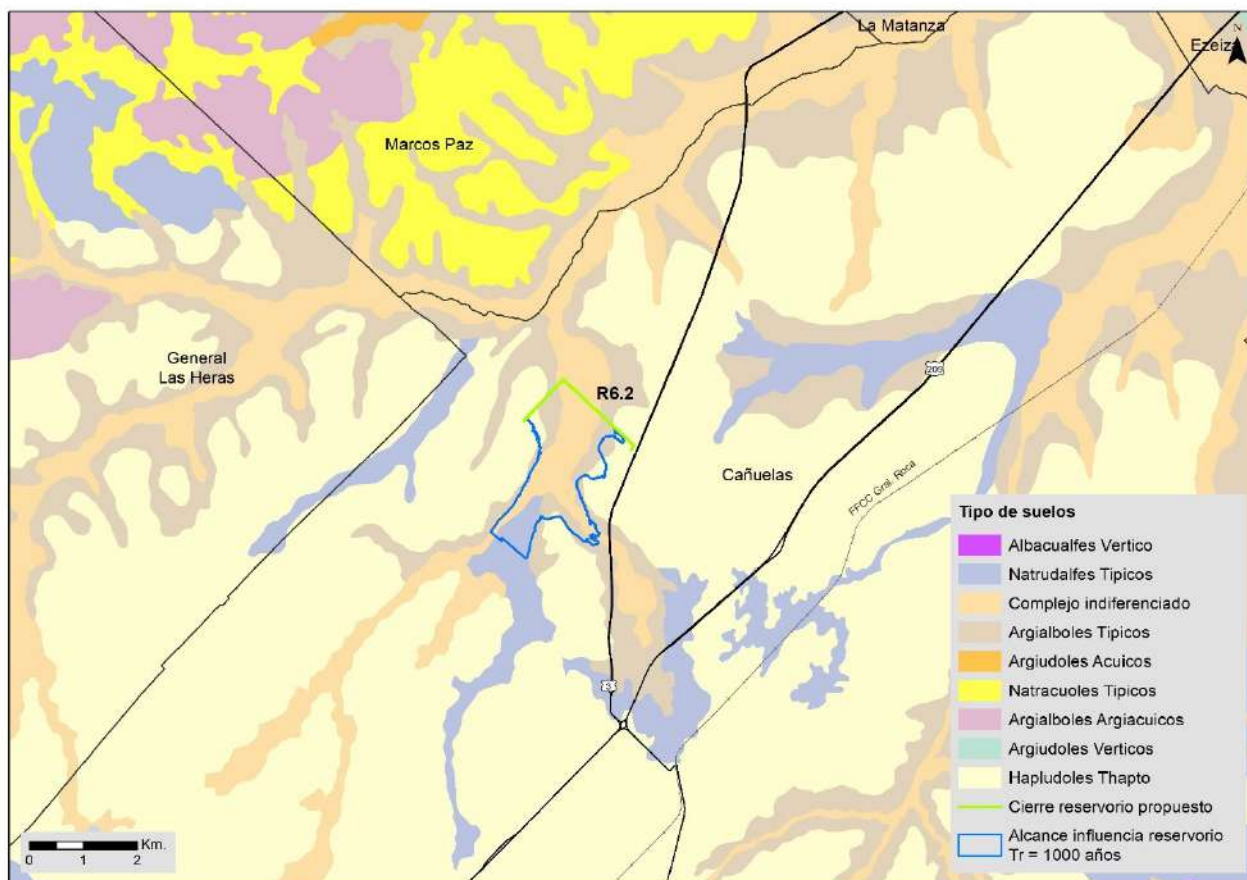 La Matanza
N
Ezeiza
Marcos Paz
General
Las Heras
R6.2
205
Cañuelas
FFCC Gral. Roca
3
Tipo de suelos
Albacualfes Vertico
Natrudalfes Tipicos
Complejo indiferenciado
Argialboles Tipicos
Argiudoles Acuicos
Natracuoles Tipicos
Argialboles Argiacuicos
Argiudoles Verticos
Hapludoles Thapto
Cierre reservorio propuesto
Alcance influencia reservorio
Tr = 1000 años
Km.
0 1 2